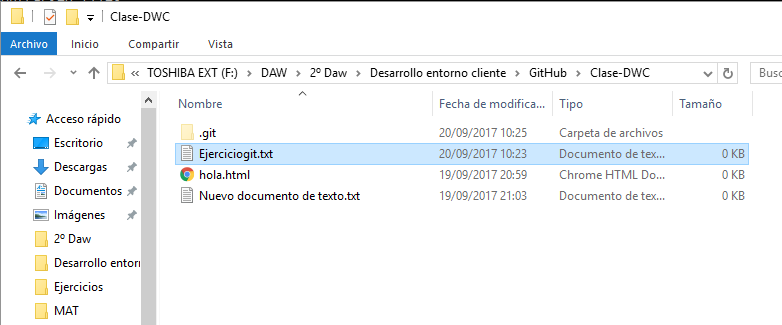 Clase-DWC
Archivo Inicio Compartir Vista
« TOSHIBA EXT (F:) > DAW > 2º Daw > Desarrollo entorno cliente > GitHub > Clase-DWC
Busc
Nombre Fecha de modifica... Tipo Tamaño
Acceso rápido
Escritorio
Descargas
Documentos
Imágenes
2º Daw
Desarrollo entorn
Ejercicios
MAT
.git 20/09/2017 10:25 Carpeta de archivos
Ejerciciogit.txt 20/09/2017 10:23 Documento de tex... 0 KB
hola.html 19/09/2017 20:59 Chrome HTML Do... 0 KB
Nuevo documento de texto.txt 19/09/2017 21:03 Documento de tex... 0 KB